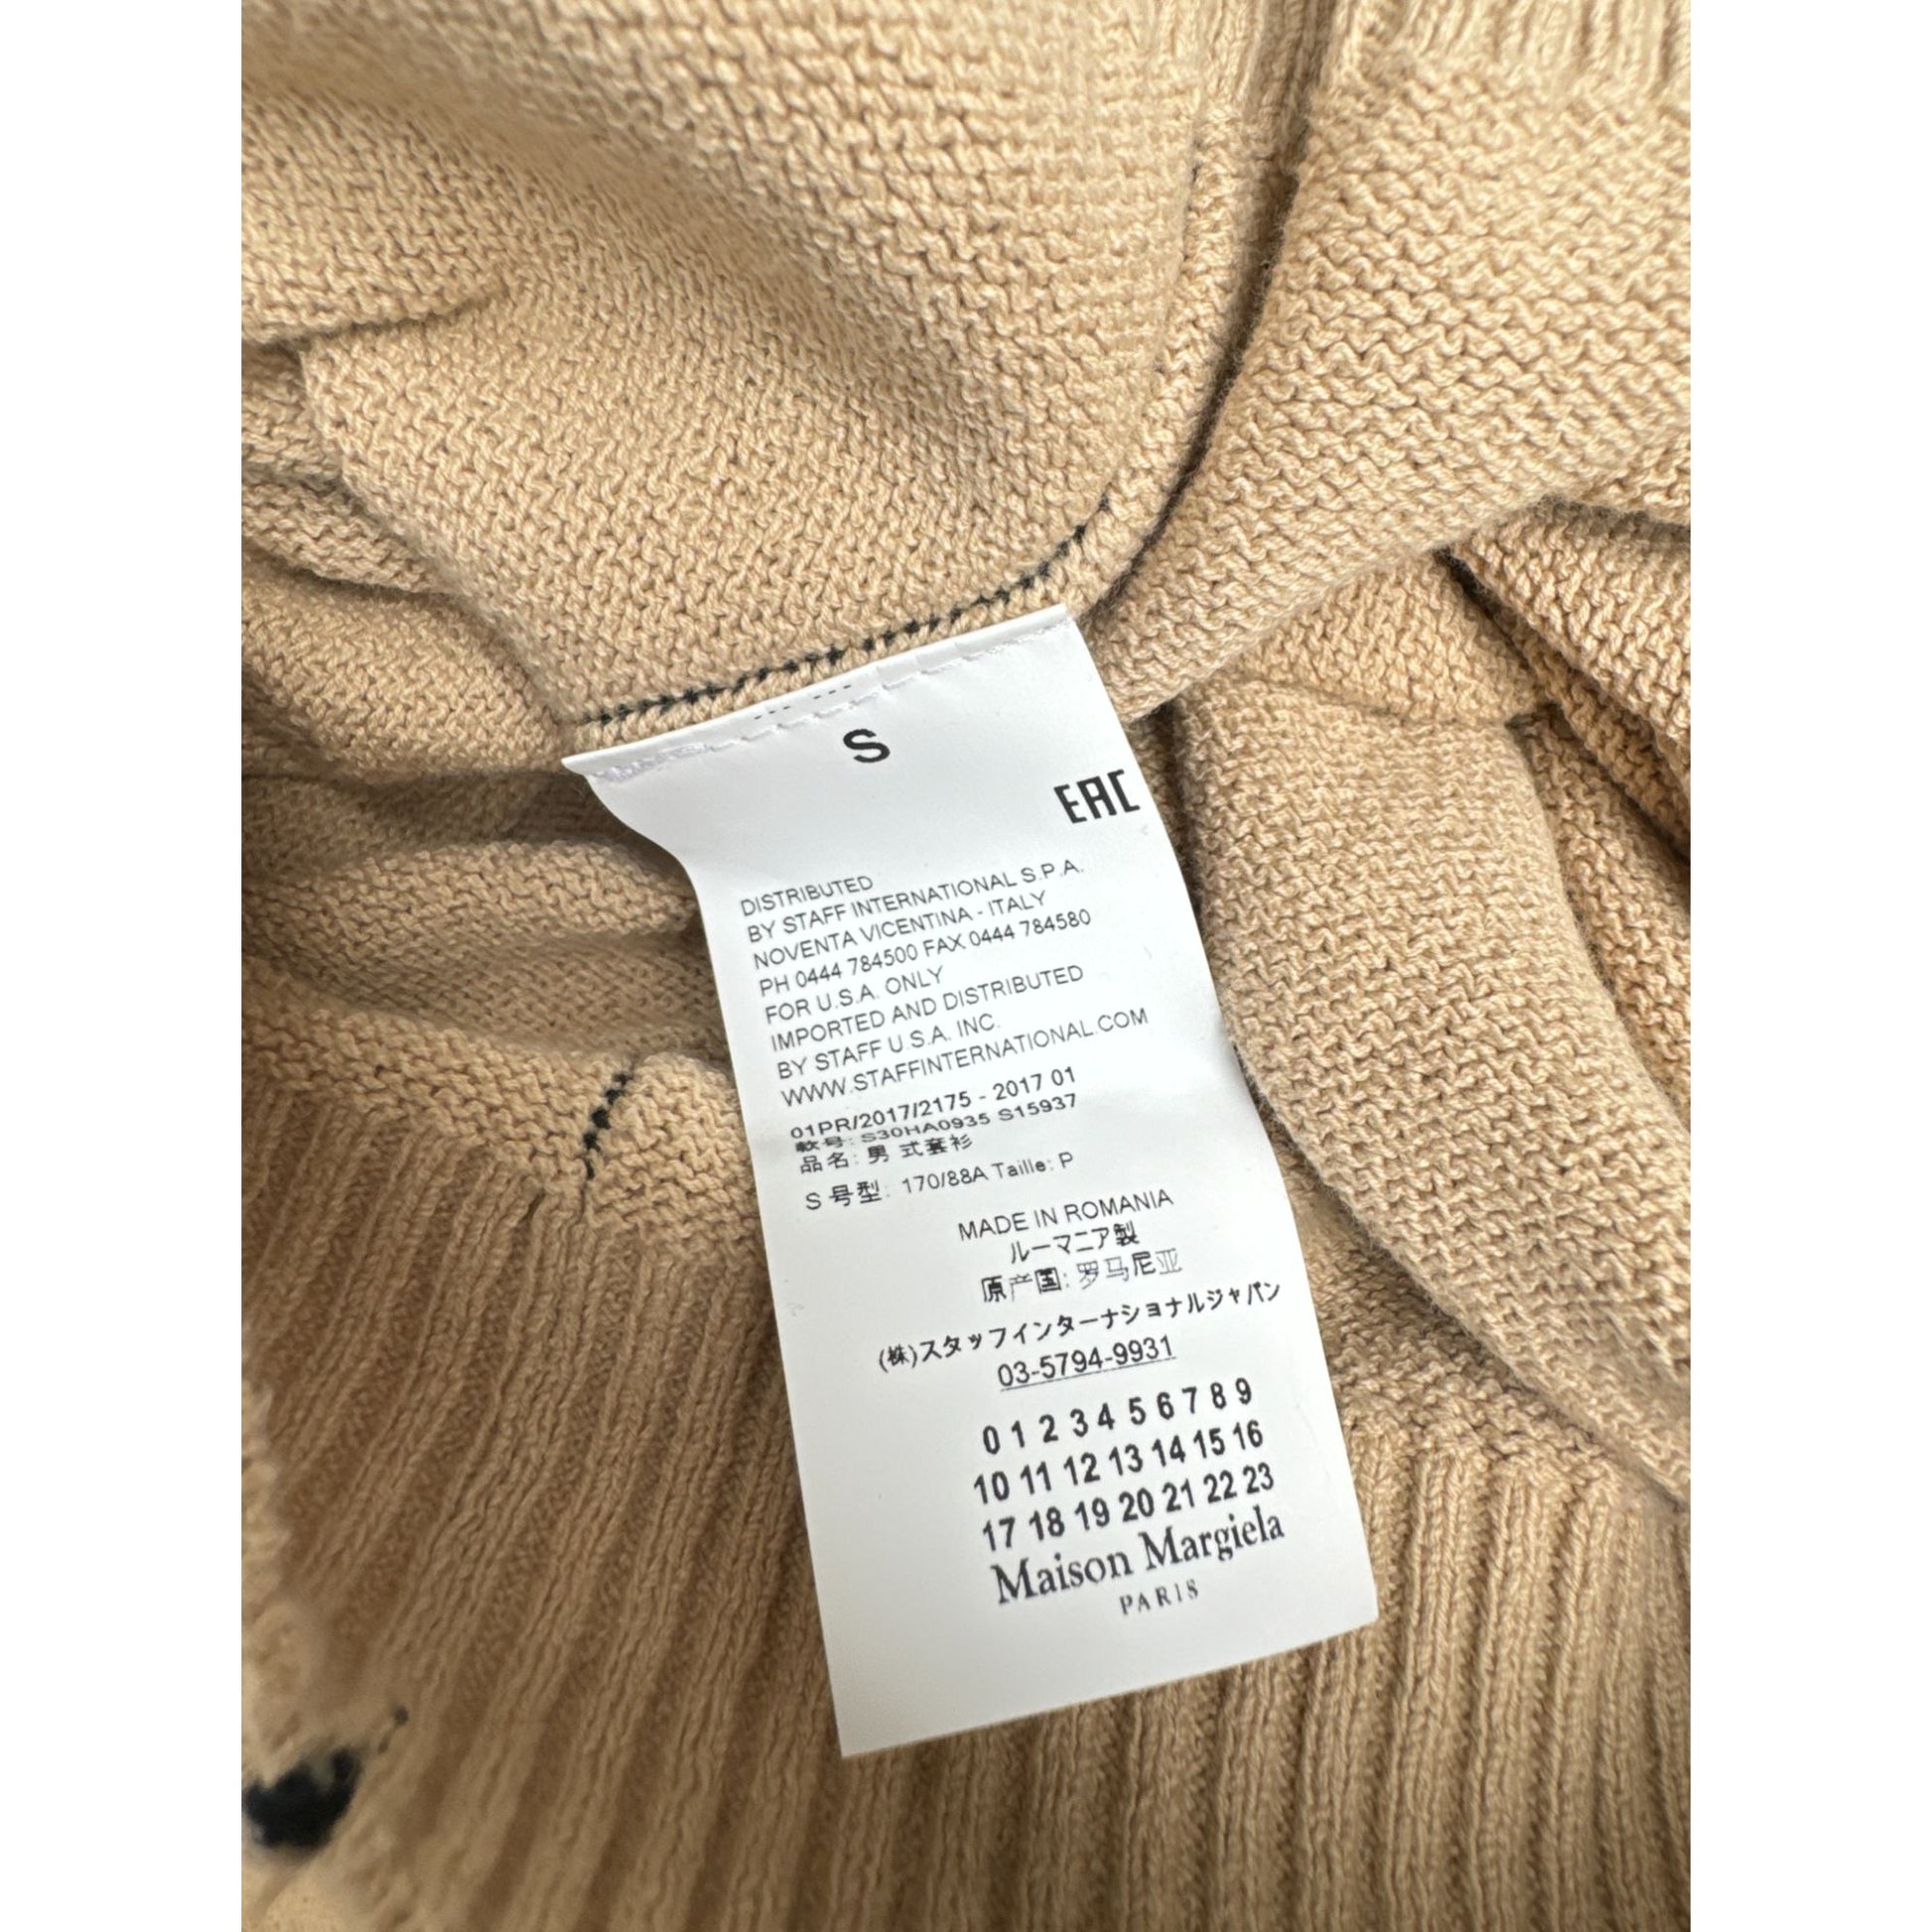 S
EAC
DISTRIBUTED
BY STAFF INTERNATIONAL S.P.A.
NOVENTA VICENTINA - ITALY
PH 0444 784500 FAX 0444 784580
FOR U.S.A. ONLY
IMPORTED AND DISTRIBUTED
BY STAFF U.S.A. INC.
WWW.STAFFINTERNATIONAL.COM
01PR/2017/2175 - 2017 01
款号: S30HA0935 S15937
品名: 男 式套衫
S 号型: 170/88A Taille: P
MADE IN ROMANIA
ルーマニア製
原产国: 罗马尼亚
(株)スタッフインターナショナルジャパン
03-5794-9931
0 1 2 3 4 5 6 7 8 9
10 11 12 13 14 15 16
17 18 19 20 21 22 23
Maison Margiela
PARIS